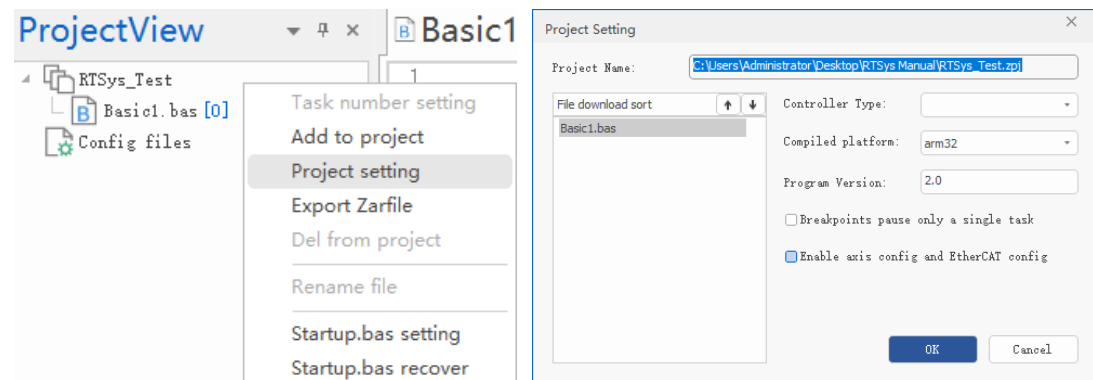 ProjectView
Basic1
RTSys_Test
Basic1.bas [0]
Config files
1
Task number setting
Add to project
Project setting
Export Zarfile
Del from project
Rename file
Startup.bas setting
Startup.bas recover
Project Setting
Project Name: C:\Users\Administrator\Desktop\RTSys Manual\RTSys_Test.zpj
File download sort
Basic1.bas
Controller Type:
Compiled platform: arm32
Program Version: 2.0
Breakpoints pause only a single task
Enable axis config and EtherCAT config
OK Cancel